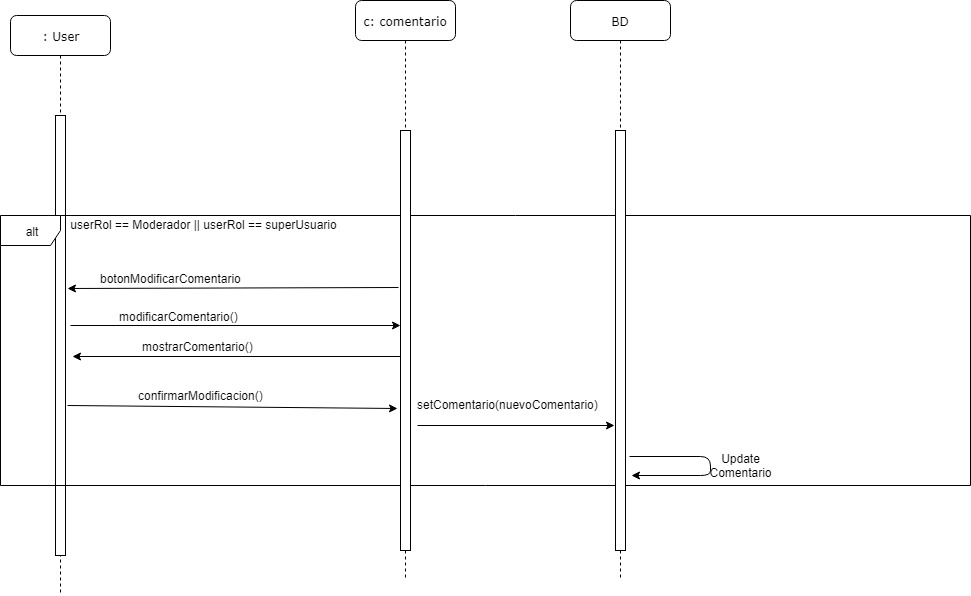 : User
c: comentario
BD
alt
userRol == Moderador || userRol == superUsuario
botonModificarComentario
modificarComentario()
mostrarComentario()
confirmarModificacion()
setComentario(nuevoComentario)
Update
Comentario